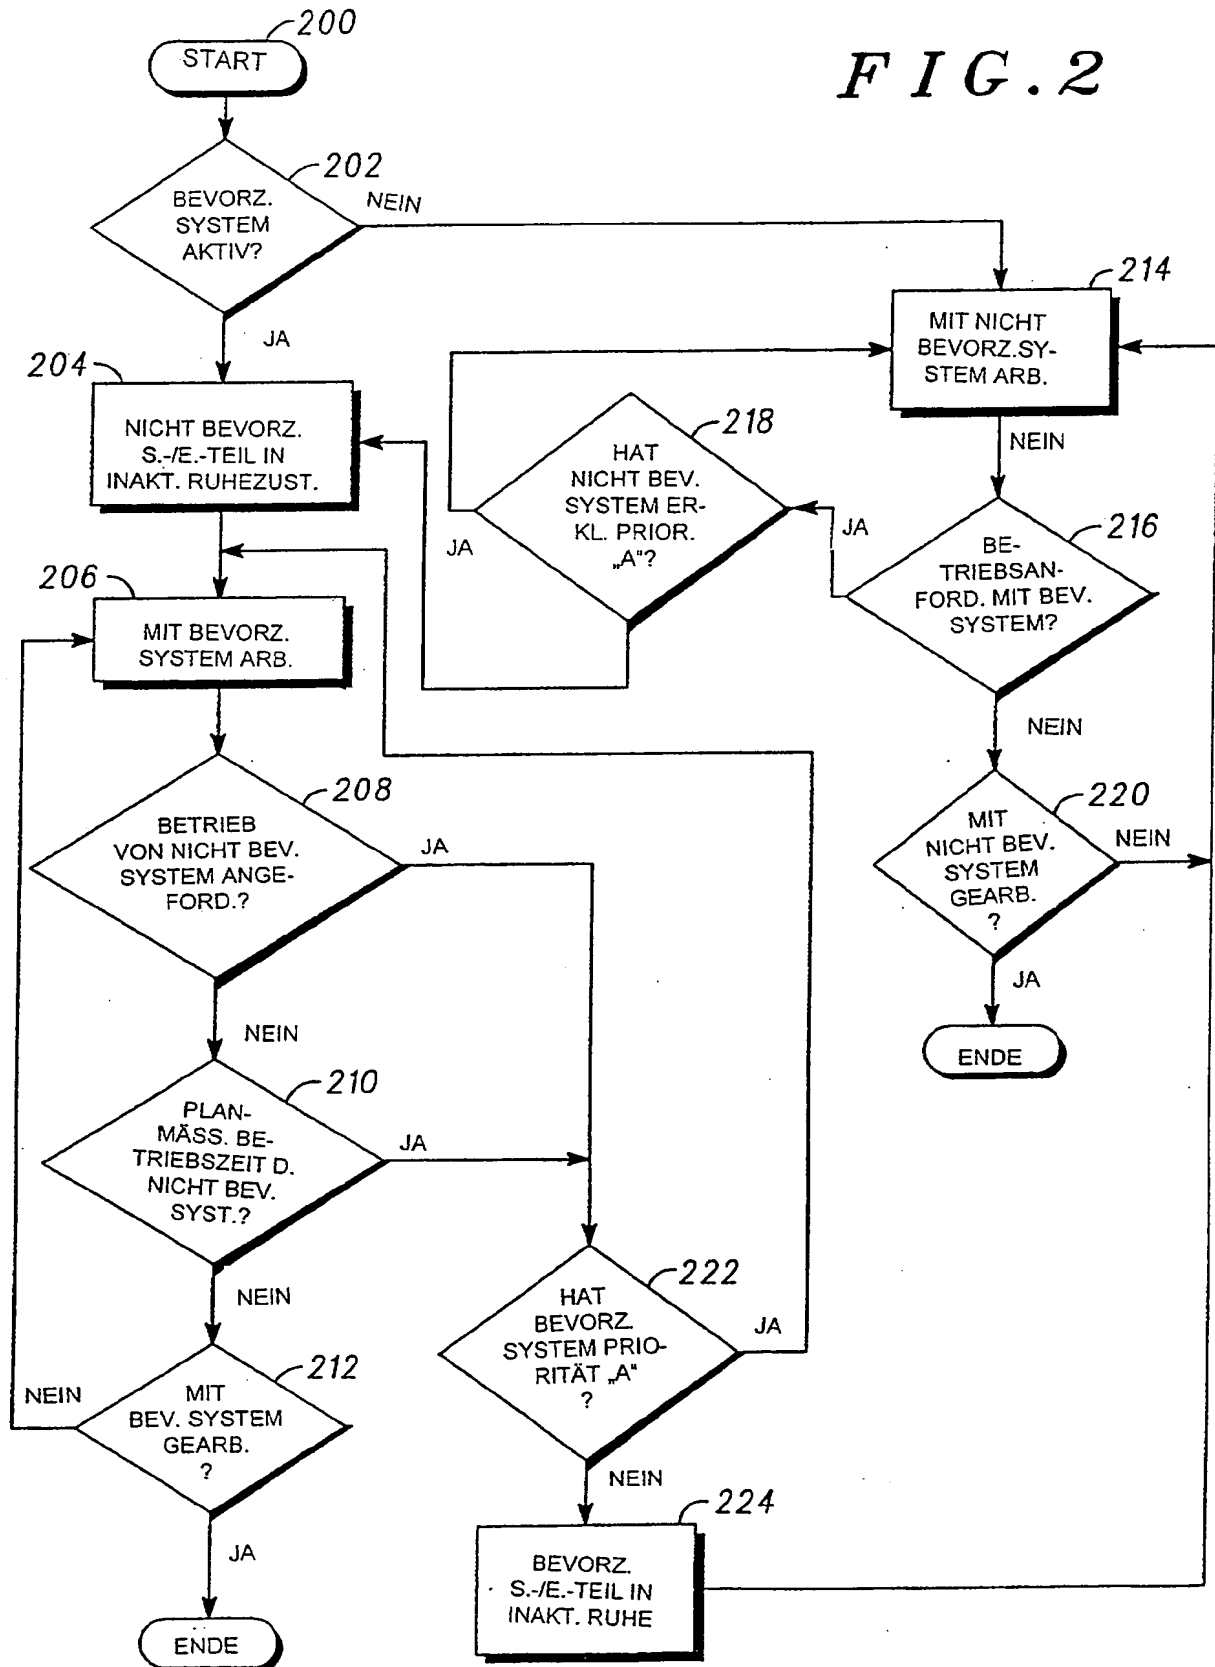 200
START
FIG.2
202
BEVORZ.
SYSTEM
AKTIV?
NEIN
JA
204
NICHT BEVORZ.
S.-/E.-TEIL IN
INAKT. RUHEZUST.
206
MIT BEVORZ.
SYSTEM ARB.
208
BETRIEB
VON NICHT BEV.
SYSTEM ANGE-
FORD.?
JA
NEIN
210
PLAN-
MÄSS. BE-
TRIEBSZEIT D.
NICHT BEV.
SYST.?
JA
NEIN
212
MIT
BEV. SYSTEM
GEARB.
?
NEIN
JA
ENDE
214
MIT NICHT
BEVORZ.SY-
STEM ARB.
NEIN
216
BE-
TRIEBSAN-
FORD. MIT BEV.
SYSTEM?
JA
NEIN
218
HAT
NICHT BEV.
SYSTEM ER-
KL. PRIOR.
„A“?
JA
220
MIT
NICHT BEV.
SYSTEM
GEARB.
?
NEIN
JA
ENDE
222
HAT
BEVORZ.
SYSTEM PRIO-
RITÄT „A“
?
JA
NEIN
224
BEVORZ.
S.-/E.-TEIL IN
INAKT. RUHE